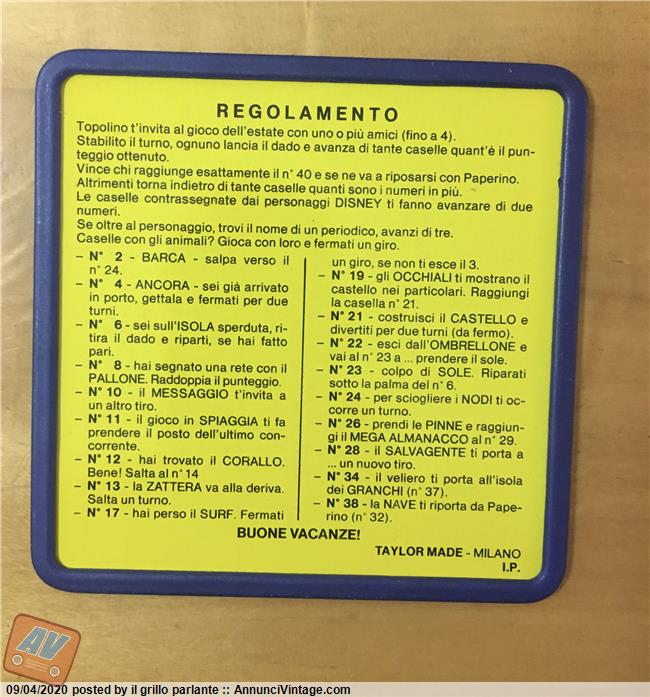 REGOLAMENTO
Topolino t'invita al gioco dell'estate con uno o più amici (fino a 4).
Stabilito il turno, ognuno lancia il dado e avanza di tante caselle quant'è il pun-
teggio ottenuto.
Vince chi raggiunge esattamente il n° 40 e se ne va a riposarsi con Paperino.
Altrimenti torna indietro di tante caselle quanti sono i numeri in più.
Le caselle contrassegnate dai personaggi DISNEY ti fanno avanzare di due
numeri.
Se oltre al personaggio, trovi il nome di un periodico, avanzi di tre.
Caselle con gli animali? Gioca con loro e fermati un giro.
– N° 2 - BARCA - salpa verso il
n° 24.
– N° 4 - ANCORA - sei già arrivato
in porto, gettala e fermati per due
turni.
– N° 6 - sei sull'ISOLA sperduta, ri-
tira il dado e riparti, se hai fatto
pari.
– N° 8 - hai segnato una rete con il
PALLONE. Raddoppia il punteggio.
– N° 10 - il MESSAGGIO t'invita a
un altro tiro.
– N° 11 - il gioco in SPIAGGIA ti fa
prendere il posto dell'ultimo con-
corrente.
– N° 12 - hai trovato il CORALLO.
Bene! Salta al n° 14
– N° 13 - la ZATTERA va alla deriva.
Salta un turno.
– N° 17 - hai perso il SURF. Fermati
un giro, se non ti esce il 3.
– N° 19 - gli OCCHIALI ti mostrano il
castello nei particolari. Raggiungi
la casella n° 21.
– N° 21 - costruisci il CASTELLO e
divertiti per due turni (da fermo).
– N° 22 - esci dall'OMBRELLONE e
vai al n° 23 a ... prendere il sole.
– N° 23 - colpo di SOLE. Riparati
sotto la palma del n° 6.
– N° 24 - per sciogliere i NODI ti oc-
corre un turno.
– N° 26 - prendi le PINNE e raggiun-
gi il MEGA ALMANACCO al n° 29.
– N° 28 - il SALVAGENTE ti porta a
... un nuovo tiro.
– N° 34 - il veliero ti porta all'isola
dei GRANCHI (n° 37).
– N° 38 - la NAVE ti riporta da Pape-
rino (n° 32).
BUONE VACANZE!
TAYLOR MADE - MILANO
I.P.
AV
09/04/2020 posted by il grillo parlante :: AnnunciVintage.com